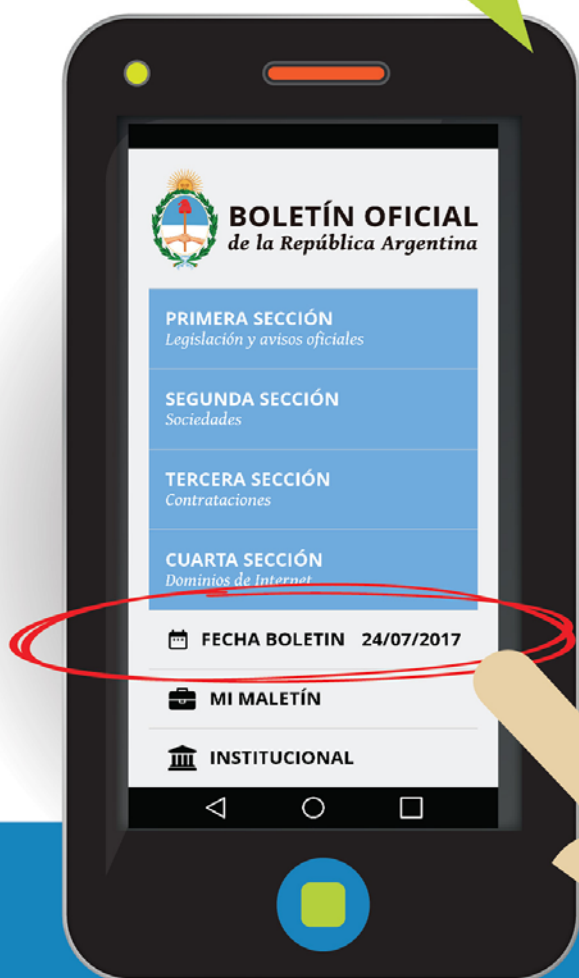 BOLETÍN OFICIAL
de la República Argentina
PRIMERA SECCIÓN
Legislación y avisos oficiales
SEGUNDA SECCIÓN
Sociedades
TERCERA SECCIÓN
Contrataciones
CUARTA SECCIÓN
Dominios de Internet
FECHA BOLETIN 24/07/2017
MI MALETÍN
INSTITUCIONAL